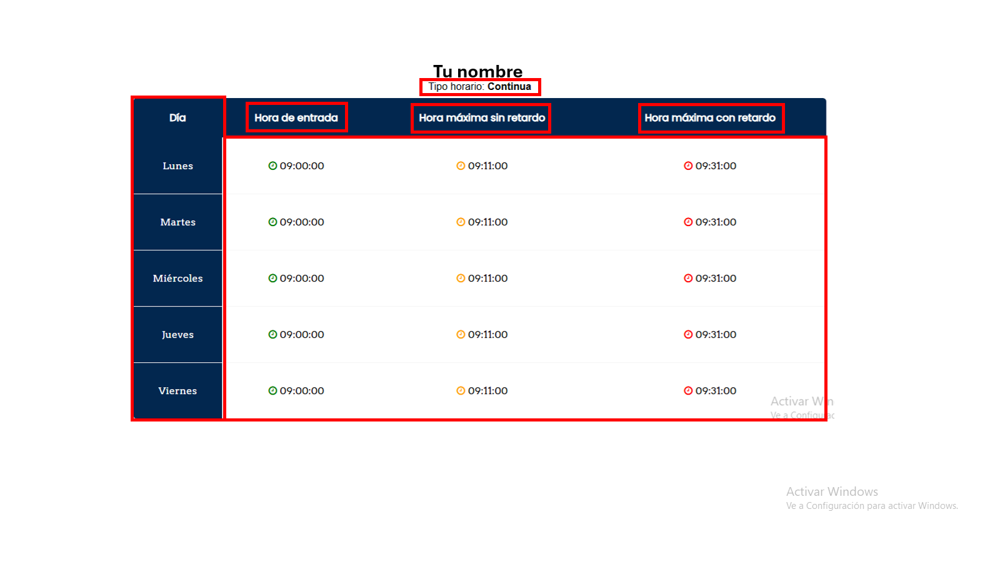 Tu nombre
Tipo horario: Continua
Día Hora de entrada Hora máxima sin retardo Hora máxima con retardo
Lunes 09:00:00 09:11:00 09:31:00
Martes 09:00:00 09:11:00 09:31:00
Miércoles 09:00:00 09:11:00 09:31:00
Jueves 09:00:00 09:11:00 09:31:00
Viernes 09:00:00 09:11:00 09:31:00
Activar Win
Ve a Configurac
Activar Windows
Ve a Configuración para activar Windows.